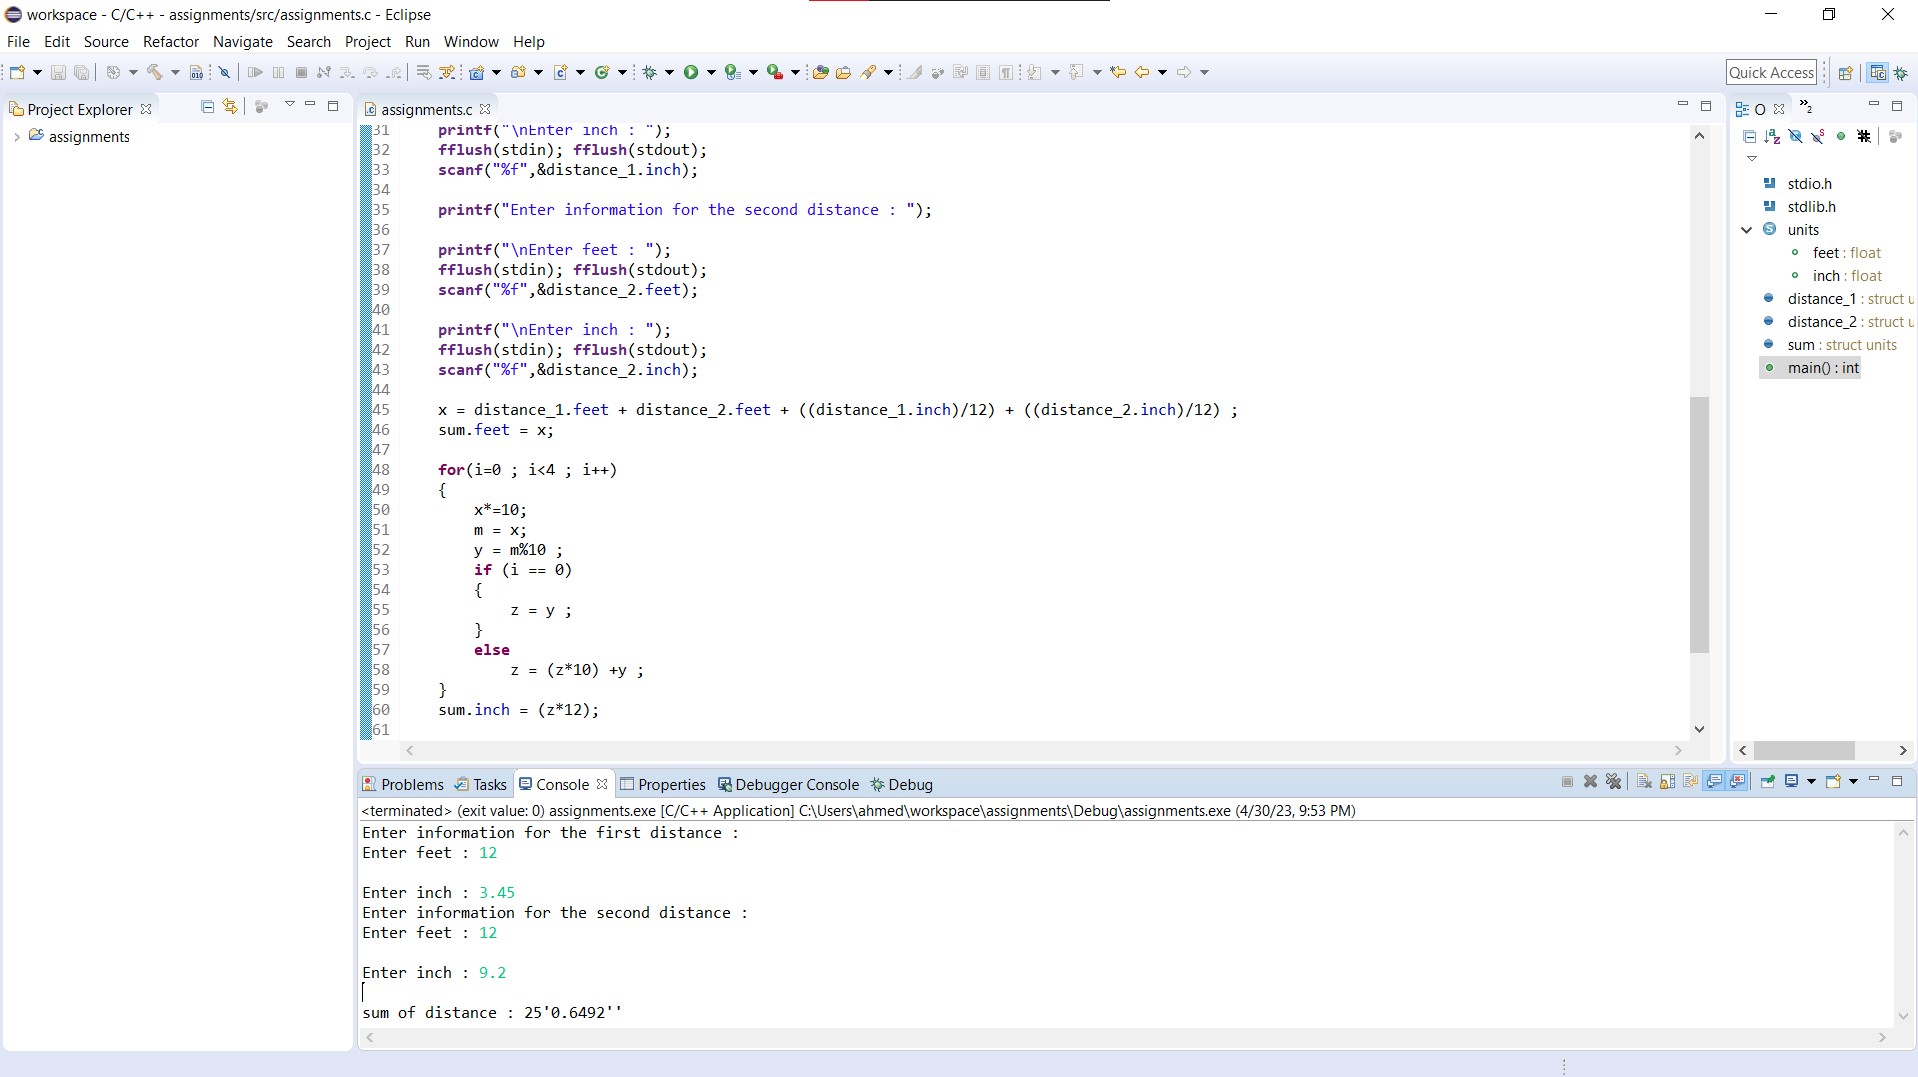 workspace - C/C++ - assignments/src/assignments.c - Eclipse
File Edit Source Refactor Navigate Search Project Run Window Help
Quick Access
Project Explorer
assignments
assignments.c
31 printf("\nEnter inch : ");
32 fflush(stdin); fflush(stdout);
33 scanf("%f",&distance_1.inch);
34
35 printf("Enter information for the second distance : ");
36
37 printf("\nEnter feet : ");
38 fflush(stdin); fflush(stdout);
39 scanf("%f",&distance_2.feet);
40
41 printf("\nEnter inch : ");
42 fflush(stdin); fflush(stdout);
43 scanf("%f",&distance_2.inch);
44
45 x = distance_1.feet + distance_2.feet + ((distance_1.inch)/12) + ((distance_2.inch)/12) ;
46 sum.feet = x;
47
48 for(i=0 ; i<4 ; i++)
49 {
50 x*=10;
51 m = x;
52 y = m%10 ;
53 if (i == 0)
54 {
55 z = y ;
56 }
57 else
58 z = (z*10) +y ;
59 }
60 sum.inch = (z*12);
61
O
2
stdio.h
stdlib.h
units
feet : float
inch : float
distance_1 : struct u
distance_2 : struct u
sum : struct units
main() : int
Problems Tasks Console Properties Debugger Console Debug
<terminated> (exit value: 0) assignments.exe [C/C++ Application] C:\Users\ahmed\workspace\assignments\Debug\assignments.exe (4/30/23, 9:53 PM)
Enter information for the first distance :
Enter feet : 12
Enter inch : 3.45
Enter information for the second distance :
Enter feet : 12
Enter inch : 9.2
sum of distance : 25'0.6492''